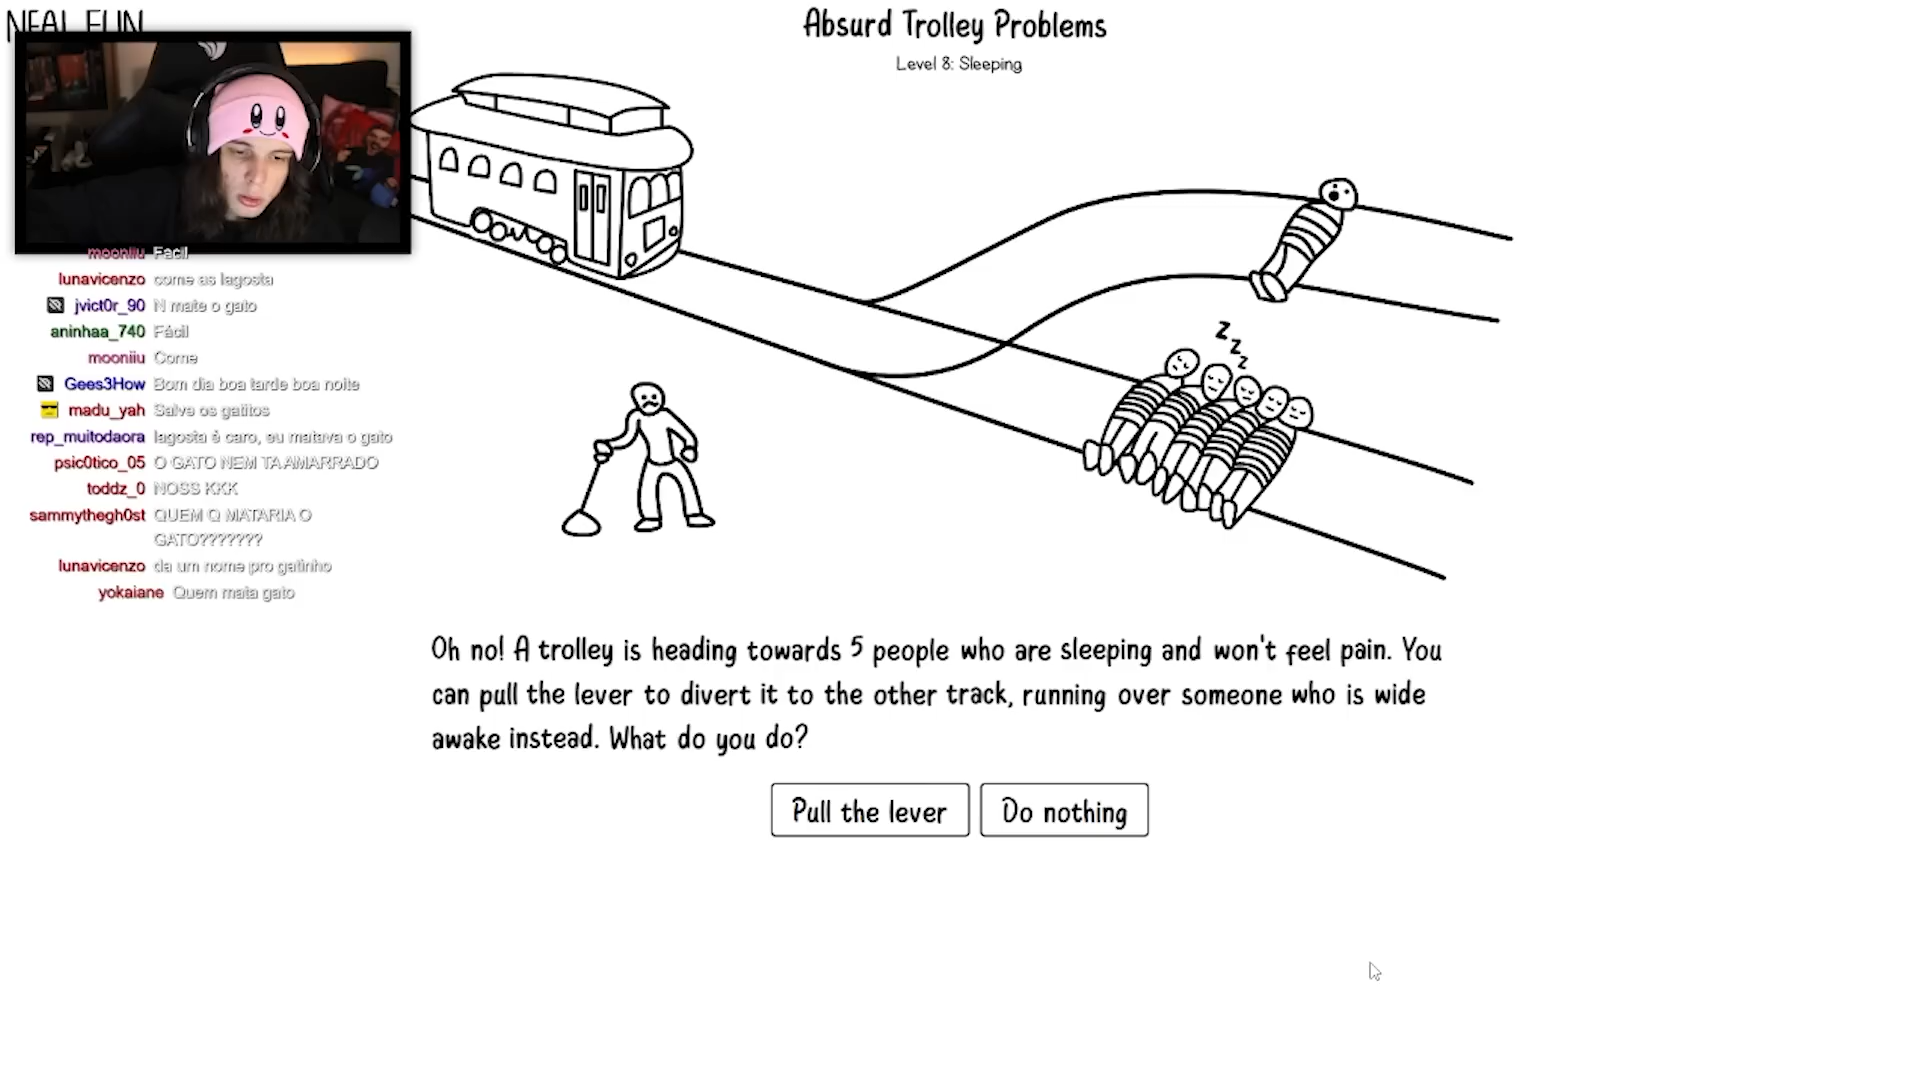 NEAL FUN
Absurd Trolley Problems
Level 8: Sleeping
mooniiu Facil
lunavicenzo come as lagosta
jvict0r_90 N mate o gato
aninhaa_740 Fácil
mooniiu Come
Gees3How Bom dia boa tarde boa noite
madu_yah Salve os gatitos
rep_muitodaora lagosta è caro, eu matava o gato
psic0tico_05 O GATO NEM TA AMARRADO
toddz_0 NOSS KKK
sammythegh0st QUEM Q MATARIA O
GATO???????
lunavicenzo da um nome pro gatinho
yokaiane Quem mata gato
z
z
z
Oh no! A trolley is heading towards 5 people who are sleeping and won't feel pain. You
can pull the lever to divert it to the other track, running over someone who is wide
awake instead. What do you do?
Pull the lever
Do nothing